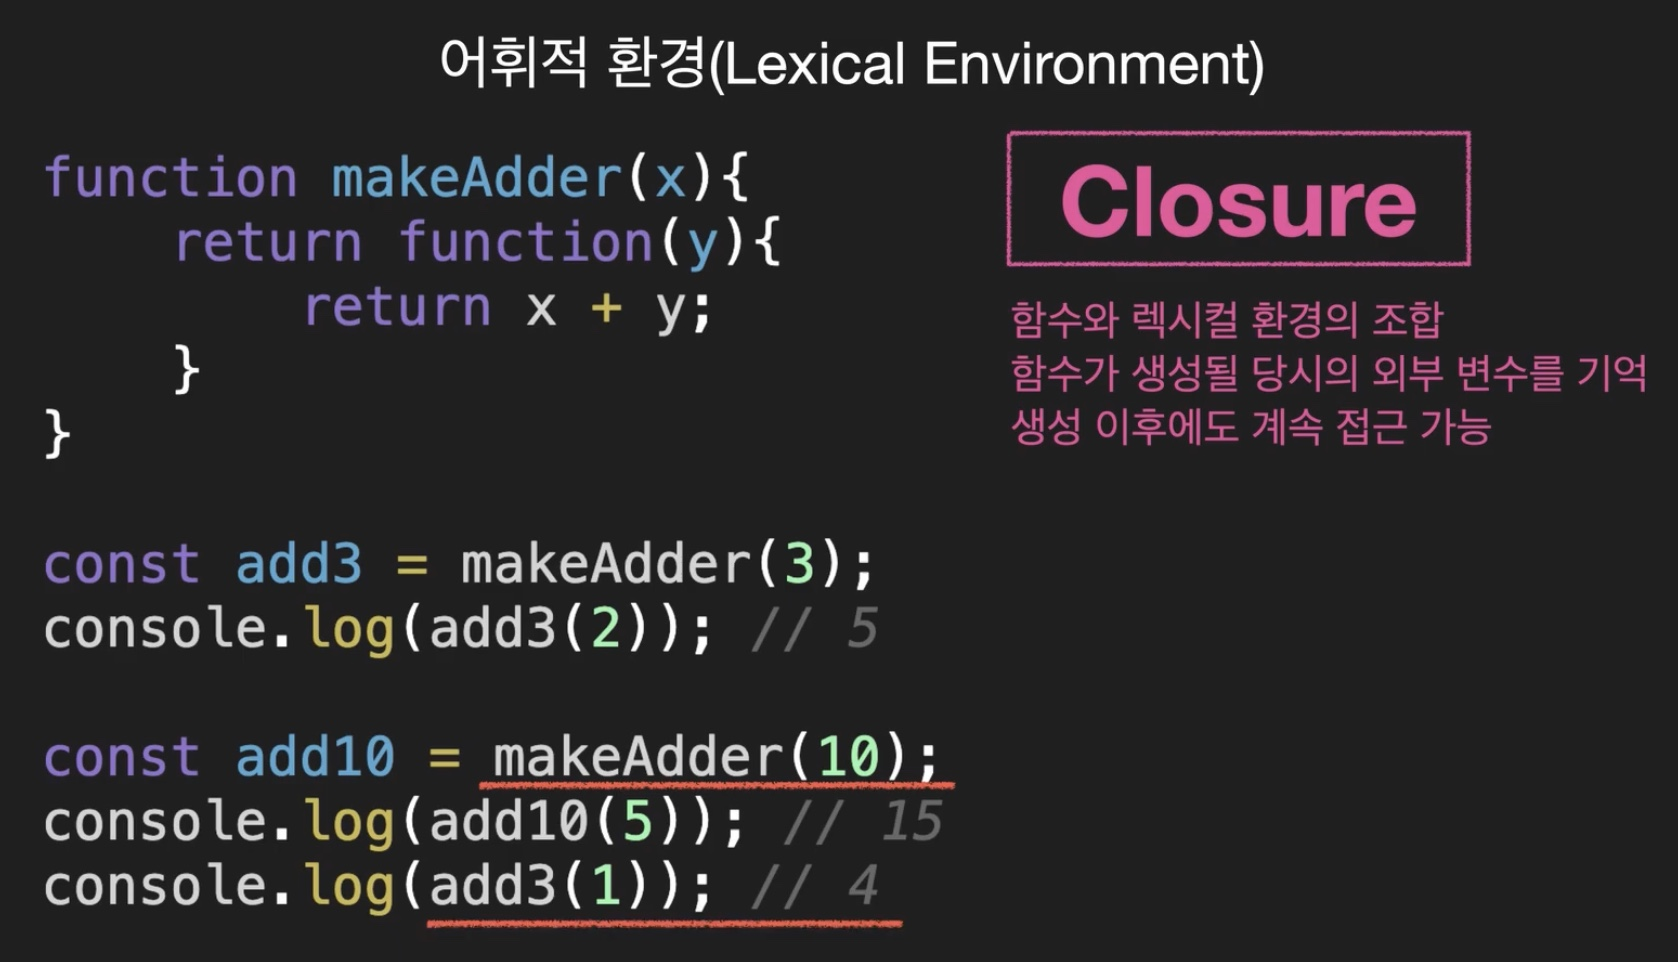 어휘적 환경(Lexical Environment)
function makeAdder(x){
    return function(y){
        return x + y;
    }
}
Closure
함수와 렉시컬 환경의 조합
함수가 생성될 당시의 외부 변수를 기억
생성 이후에도 계속 접근 가능
const add3 = makeAdder(3);
console.log(add3(2)); // 5
const add10 = makeAdder(10);
console.log(add10(5)); // 15
console.log(add3(1)); // 4